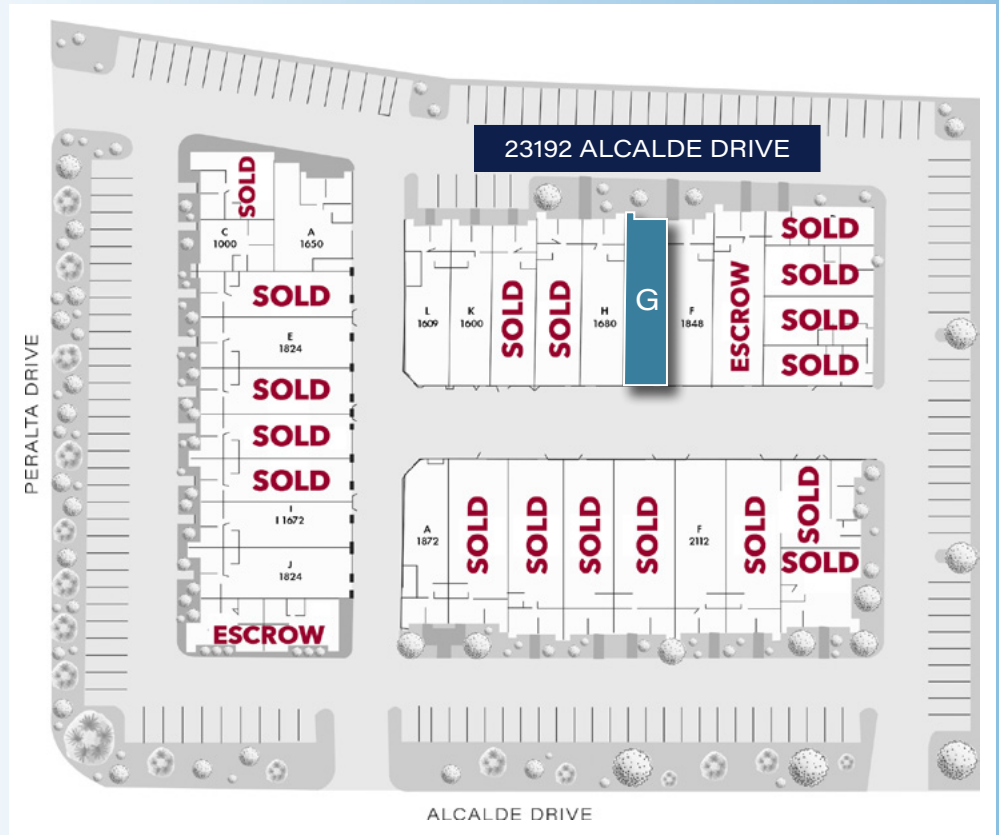 23192 ALCALDE DRIVE
SOLD
C
1000
A
1650
SOLD
E
1824
SOLD
SOLD
SOLD
I
I 1672
J
1824
ESCROW
L
1609
K
1600
SOLD
SOLD
H
1680
G
F
1848
ESCROW
SOLD
SOLD
SOLD
SOLD
A
1872
SOLD
SOLD
SOLD
SOLD
F
2112
SOLD
SOLD
SOLD
PERALTA DRIVE
ALCALDE DRIVE